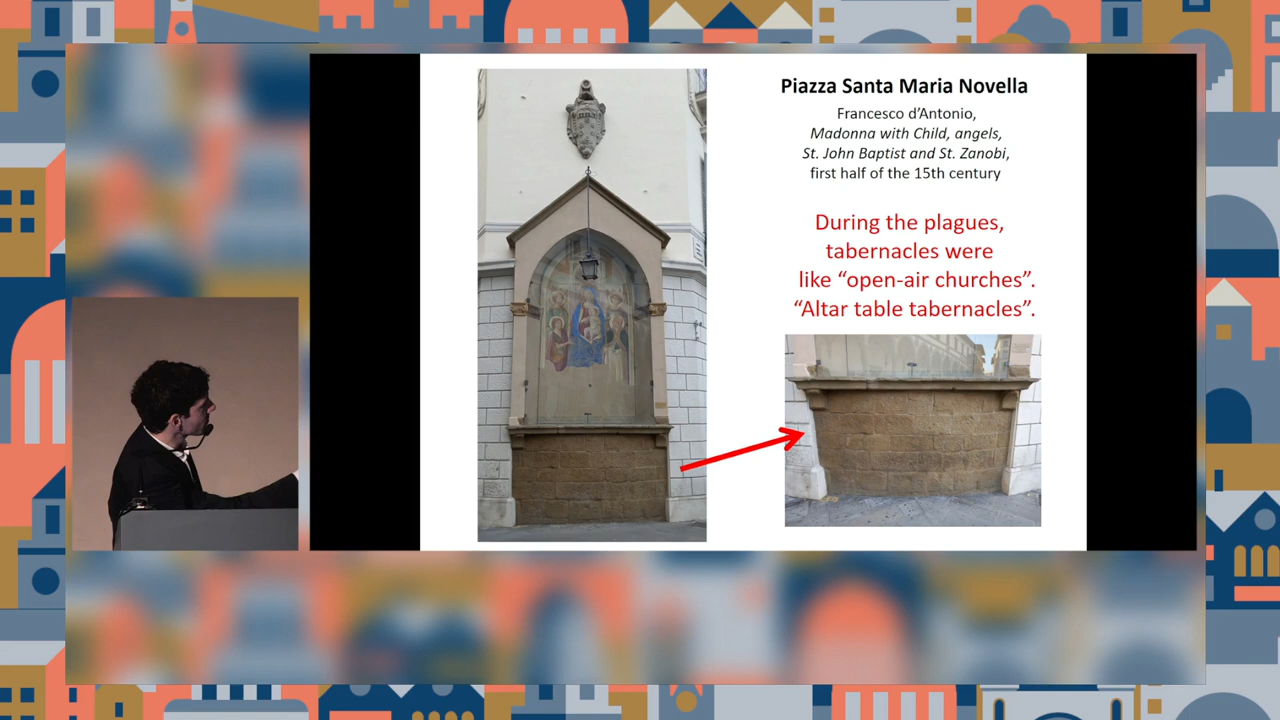 Piazza Santa Maria Novella
Francesco d’Antonio,
Madonna with Child, angels,
St. John Baptist and St. Zanobi,
first half of the 15th century
During the plagues,
tabernacles were
like “open-air churches”.
“Altar table tabernacles”.